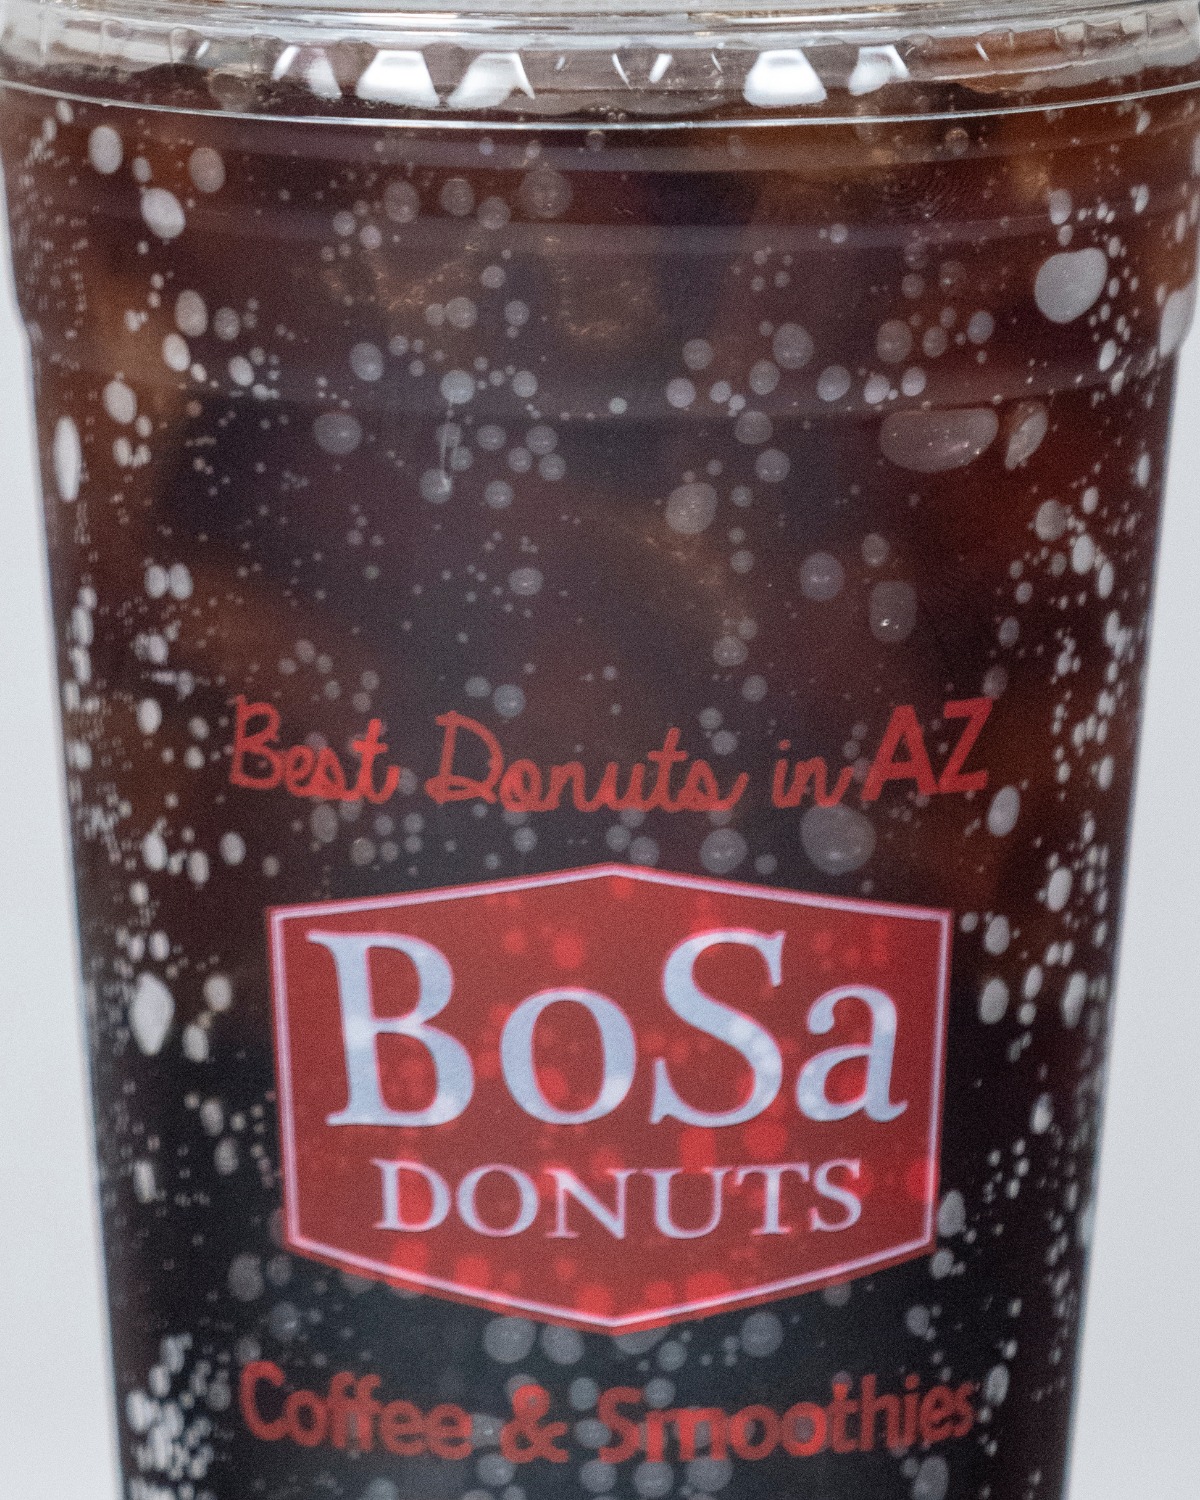 Best Donuts in AZ
BoSa
DONUTS
Coffee & Smoothies